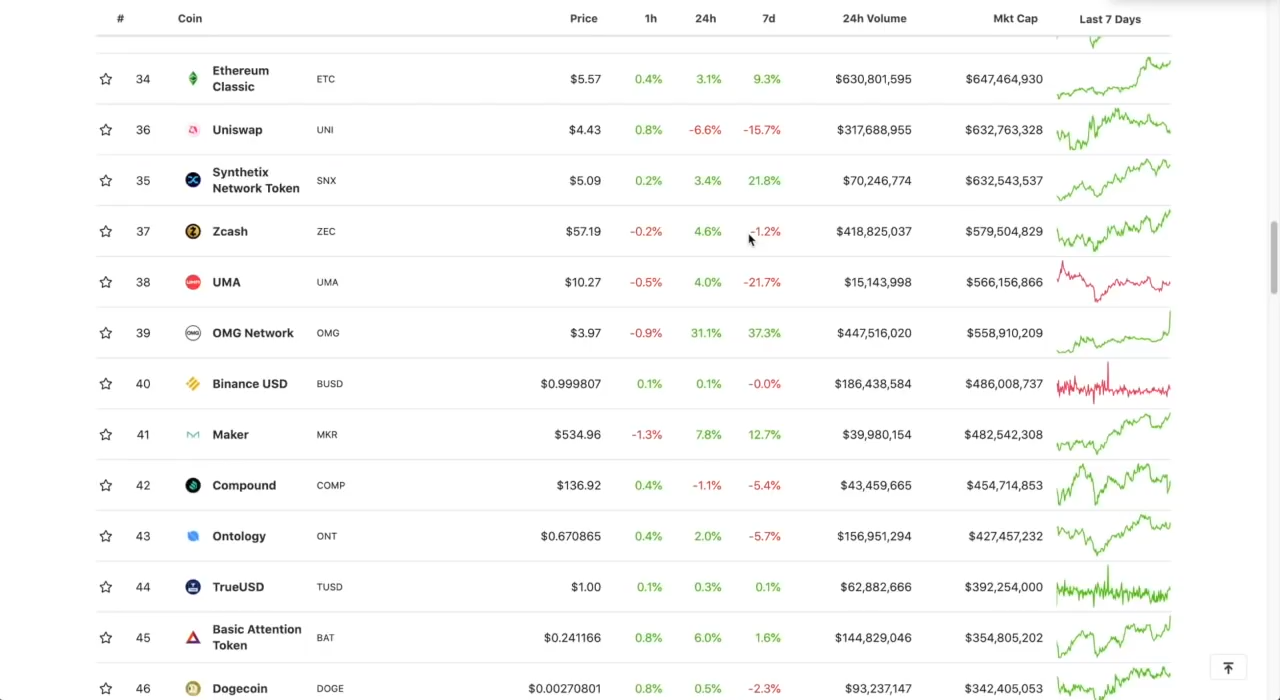 # Coin Price 1h 24h 7d 24h Volume Mkt Cap Last 7 Days
34 Ethereum Classic ETC $5.57 0.4% 3.1% 9.3% $630,801,595 $647,464,930
36 Uniswap UNI $4.43 0.8% -6.6% -15.7% $317,688,955 $632,763,328
35 Synthetix Network Token SNX $5.09 0.2% 3.4% 21.8% $70,246,774 $632,543,537
37 Zcash ZEC $57.19 -0.2% 4.6% -1.2% $418,825,037 $579,504,829
38 UMA UMA $10.27 -0.5% 4.0% -21.7% $15,143,998 $566,156,866
39 OMG Network OMG $3.97 -0.9% 31.1% 37.3% $447,516,020 $558,910,209
40 Binance USD BUSD $0.999807 0.1% 0.1% -0.0% $186,438,584 $486,008,737
41 Maker MKR $534.96 -1.3% 7.8% 12.7% $39,980,154 $482,542,308
42 Compound COMP $136.92 0.4% -1.1% -5.4% $43,459,665 $454,714,853
43 Ontology ONT $0.670865 0.4% 2.0% -5.7% $156,951,294 $427,457,232
44 TrueUSD TUSD $1.00 0.1% 0.3% 0.1% $62,882,666 $392,254,000
45 Basic Attention Token BAT $0.241166 0.8% 6.0% 1.6% $144,829,046 $354,805,202
46 Dogecoin DOGE $0.00270801 0.8% 0.5% -2.3% $93,237,147 $342,405,053